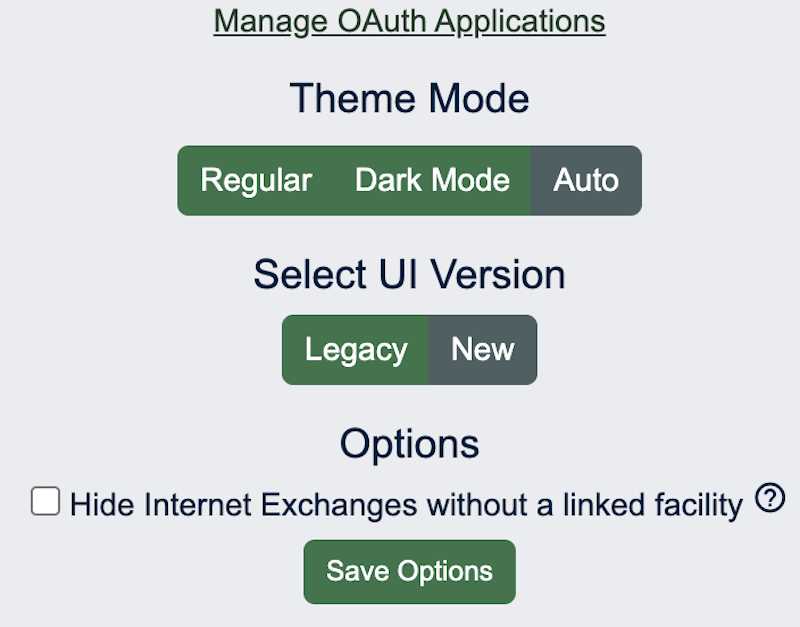 Manage OAuth Applications
Theme Mode
Regular Dark Mode Auto
Select UI Version
Legacy New
Options
Hide Internet Exchanges without a linked facility ?
Save Options